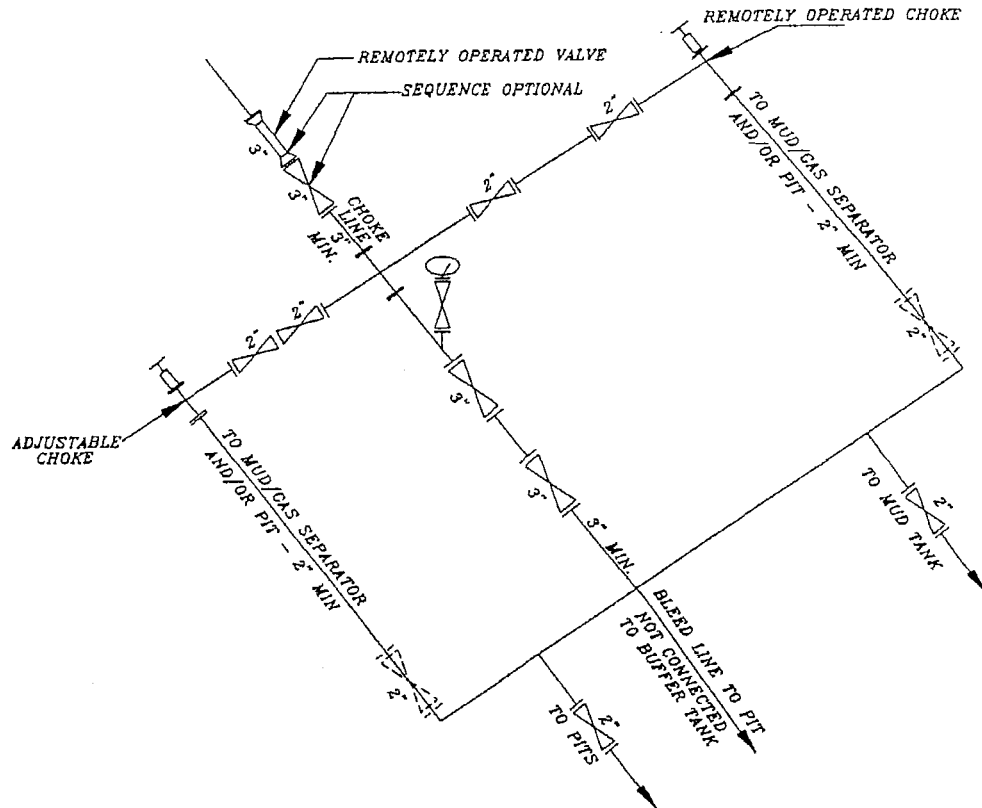 REMOTELY OPERATED CHOKE
REMOTELY OPERATED VALVE
SEQUENCE OPTIONAL
3"
3"
CHOKE
LINE
3"
MIN.
2"
2"
TO MUD/GAS SEPARATOR
AND/OR PIT - 2" MIN
2"
2"
2"
ADJUSTABLE
CHOKE
TO MUD/GAS SEPARATOR
AND/OR PIT - 2" MIN
2"
3"
3"
3" MIN.
BLEED LINE TO PIT
NOT CONNECTED
TO BUFFER TANK
2"
TO PITS
2"
TO MUD TANK